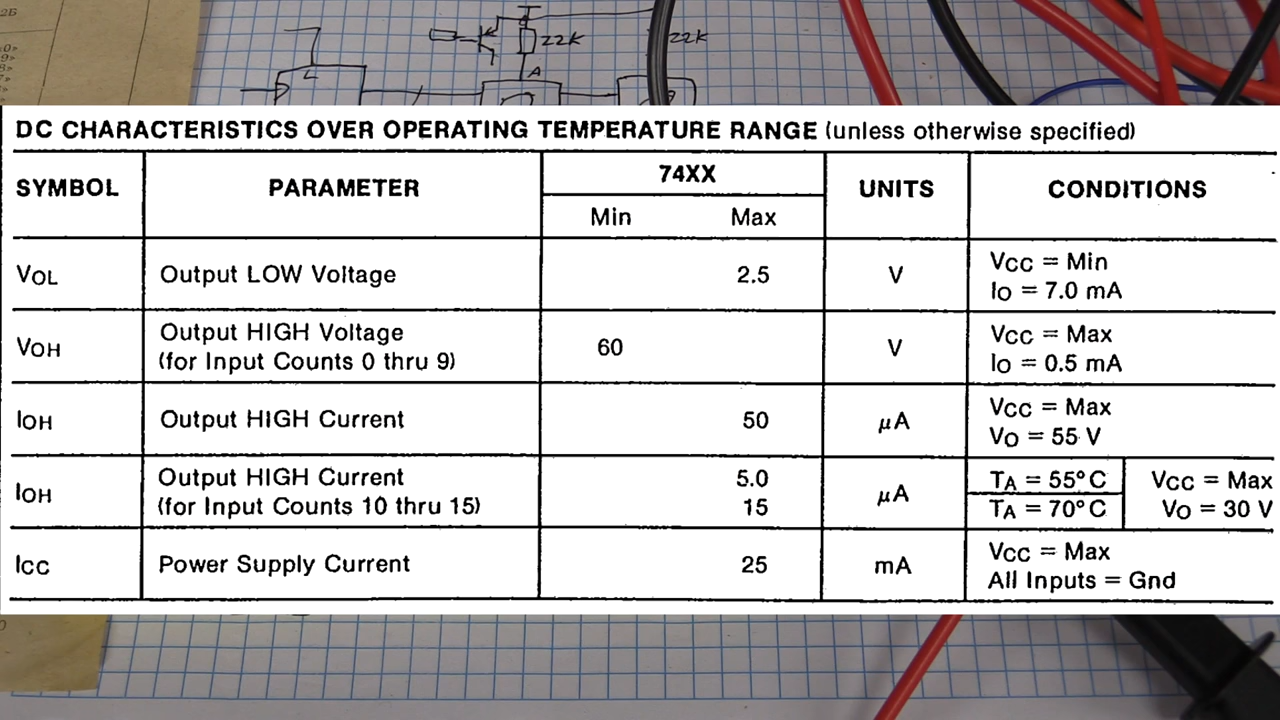 2Б
22K
22K
A
DC CHARACTERISTICS OVER OPERATING TEMPERATURE RANGE (unless otherwise specified)
SYMBOL PARAMETER 74XX UNITS CONDITIONS
Min Max
VOL Output LOW Voltage 2.5 V VCC = Min
IO = 7.0 mA
VOH Output HIGH Voltage
(for Input Counts 0 thru 9) 60 V VCC = Max
IO = 0.5 mA
IOH Output HIGH Current 50 μA VCC = Max
VO = 55 V
IOH Output HIGH Current
(for Input Counts 10 thru 15) 5.0
15 μA TA = 55°C
TA = 70°C VCC = Max
VO = 30 V
ICC Power Supply Current 25 mA VCC = Max
All Inputs = Gnd